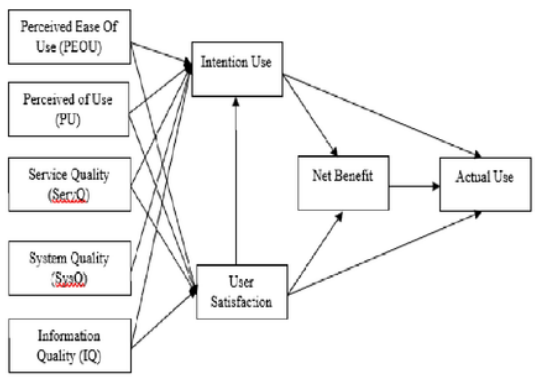 Perceived Ease Of
Use (PEOU)
Intention Use
Perceived of Use
(PU)
Service Quality
(ServQ)
Net Benefit
Actual Use
System Quality
(SysQ)
User
Satisfaction
Information
Quality (IQ)